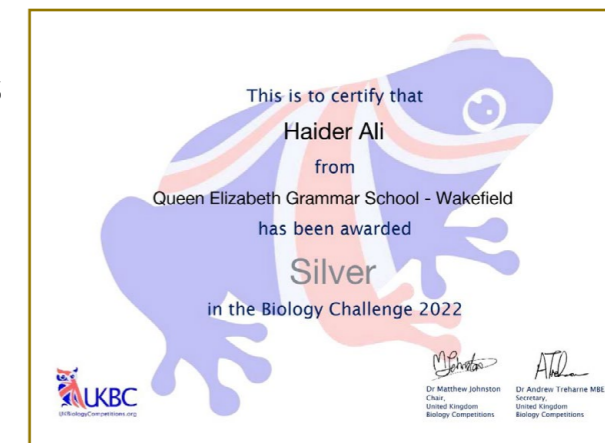 This is to certify that
Haider Ali
from
Queen Elizabeth Grammar School - Wakefield
has been awarded
Silver
in the Biology Challenge 2022
UKBC
UKBiologyCompetitions.org
Dr Matthew Johnston
Chair,
United Kingdom
Biology Competitions
Dr Andrew Treharne MBE
Secretary,
United Kingdom
Biology Competitions